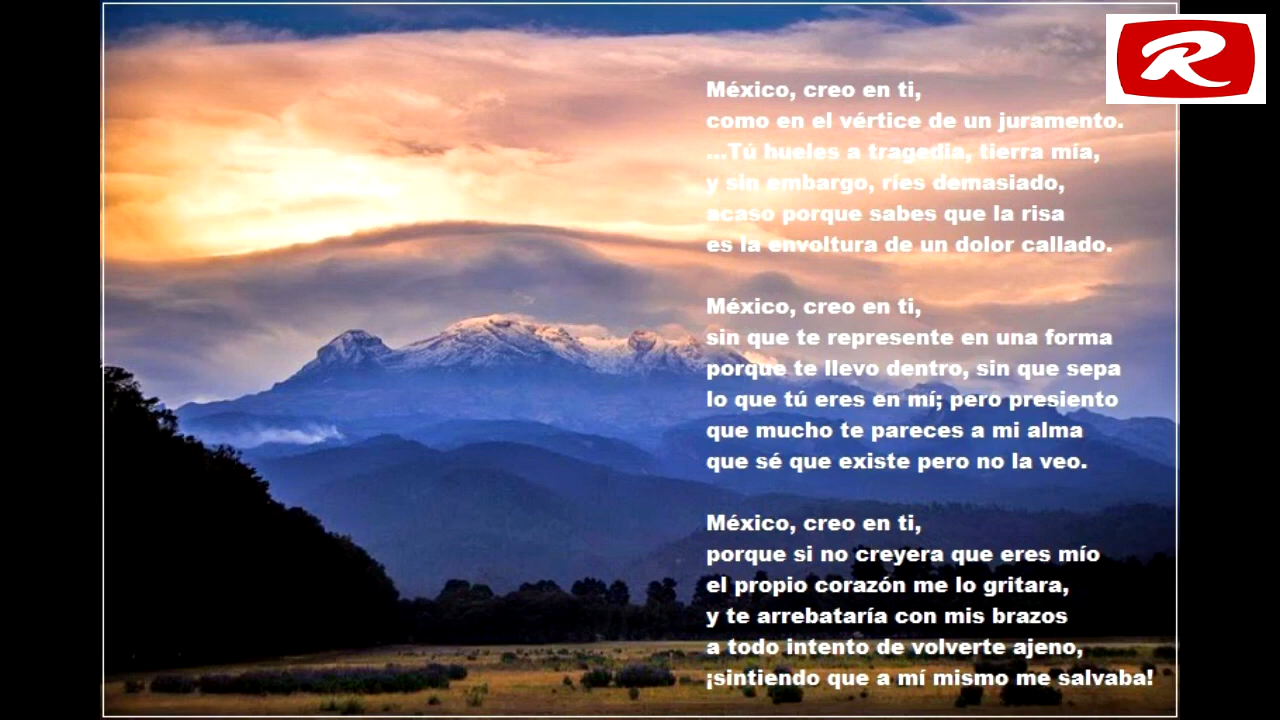 R
México, creo en ti,
como en el vértice de un juramento.
...Tú hueles a tragedia, tierra mía,
y sin embargo, ríes demasiado,
acaso porque sabes que la risa
es la envoltura de un dolor callado.
México, creo en ti,
sin que te represente en una forma
porque te llevo dentro, sin que sepa
lo que tú eres en mí; pero presiento
que mucho te pareces a mi alma
que sé que existe pero no la veo.
México, creo en ti,
porque si no creyera que eres mío
el propio corazón me lo gritara,
y te arrebataría con mis brazos
a todo intento de volverte ajeno,
¡sintiendo que a mí mismo me salvaba!